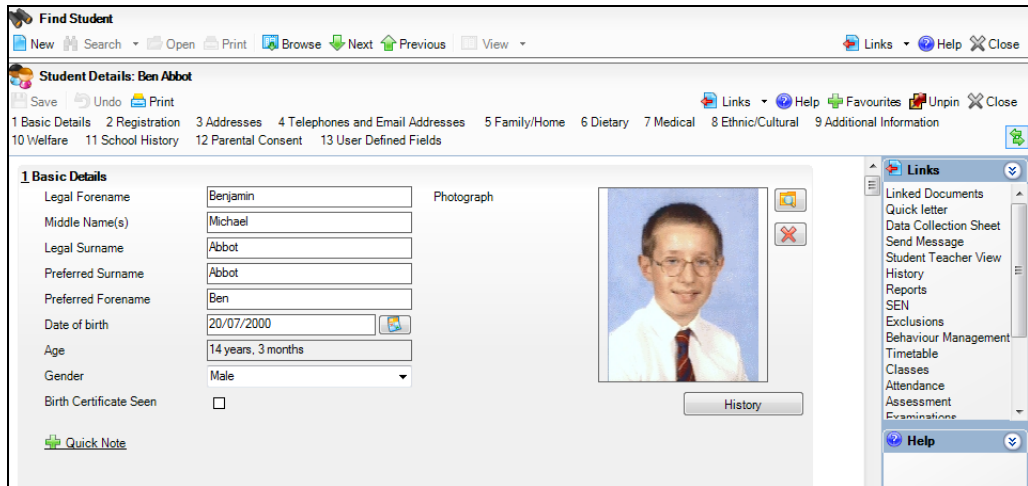 Find Student
New Search Open Print Browse Next Previous View Links Help Close
Student Details: Ben Abbot
Save Undo Print Links Help Favourites Unpin Close
1 Basic Details 2 Registration 3 Addresses 4 Telephones and Email Addresses 5 Family/Home 6 Dietary 7 Medical 8 Ethnic/Cultural 9 Additional Information
10 Welfare 11 School History 12 Parental Consent 13 User Defined Fields
1 Basic Details
Legal Forename Benjamin Photograph
Middle Name(s) Michael
Legal Surname Abbot
Preferred Surname Abbot
Preferred Forename Ben
Date of birth 20/07/2000
Age 14 years, 3 months
Gender Male
Birth Certificate Seen
History
Quick Note
Links
Linked Documents
Quick letter
Data Collection Sheet
Send Message
Student Teacher View
History
Reports
SEN
Exclusions
Behaviour Management
Timetable
Classes
Attendance
Assessment
Examinations
Help